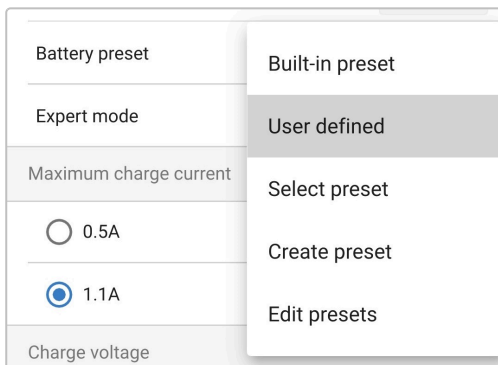 Battery preset
Expert mode
Maximum charge current
0.5A
1.1A
Charge voltage
Built-in preset
User defined
Select preset
Create preset
Edit presets